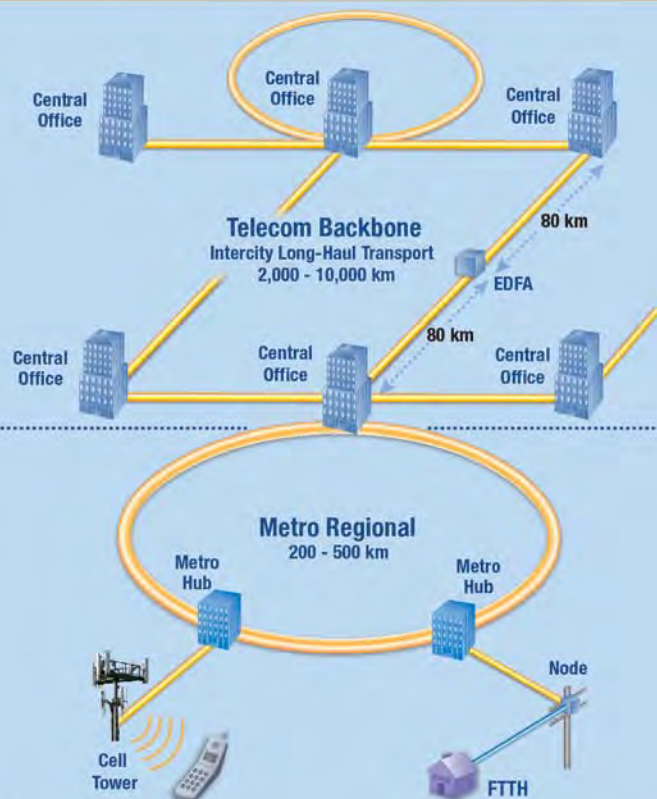 Central
Office
Central
Office
Central
Office
80 km
Telecom Backbone
Intercity Long-Haul Transport
2,000 - 10,000 km
EDFA
80 km
Central
Office
Central
Office
Central
Office
Metro Regional
200 - 500 km
Metro
Hub
Metro
Hub
Node
Cell
Tower
FTTH